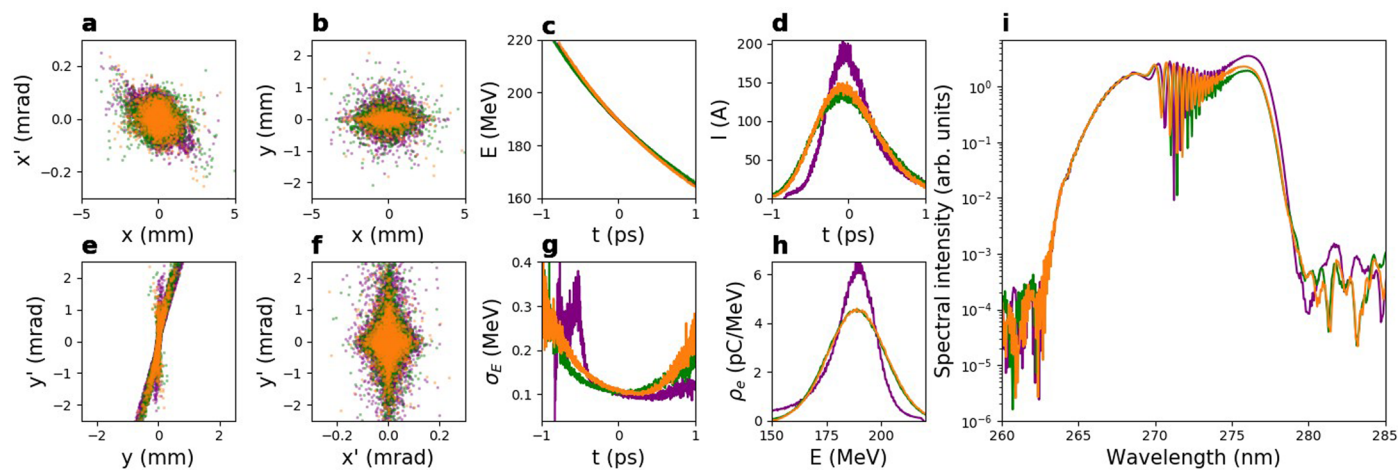 a
0.2
0.0
−0.2
x' (mrad)
−5
0
5
x (mm)
b
2
1
0
−1
−2
y (mm)
−5
0
5
x (mm)
c
220
200
180
160
E (MeV)
−1
0
1
t (ps)
d
200
150
100
50
0
I (A)
−1
0
1
t (ps)
e
2
1
0
−1
−2
y' (mrad)
−2
0
2
y (mm)
f
2
1
0
−1
−2
y' (mrad)
−0.2
0.0
0.2
x' (mrad)
g
0.4
0.3
0.2
0.1
σE (MeV)
−1
0
1
t (ps)
h
6
4
2
0
ρe (pC/MeV)
150
175
200
E (MeV)
i
10⁰
10⁻¹
10⁻²
10⁻³
10⁻⁴
10⁻⁵
10⁻⁶
Spectral intensity (arb. units)
260
265
270
275
280
285
Wavelength (nm)